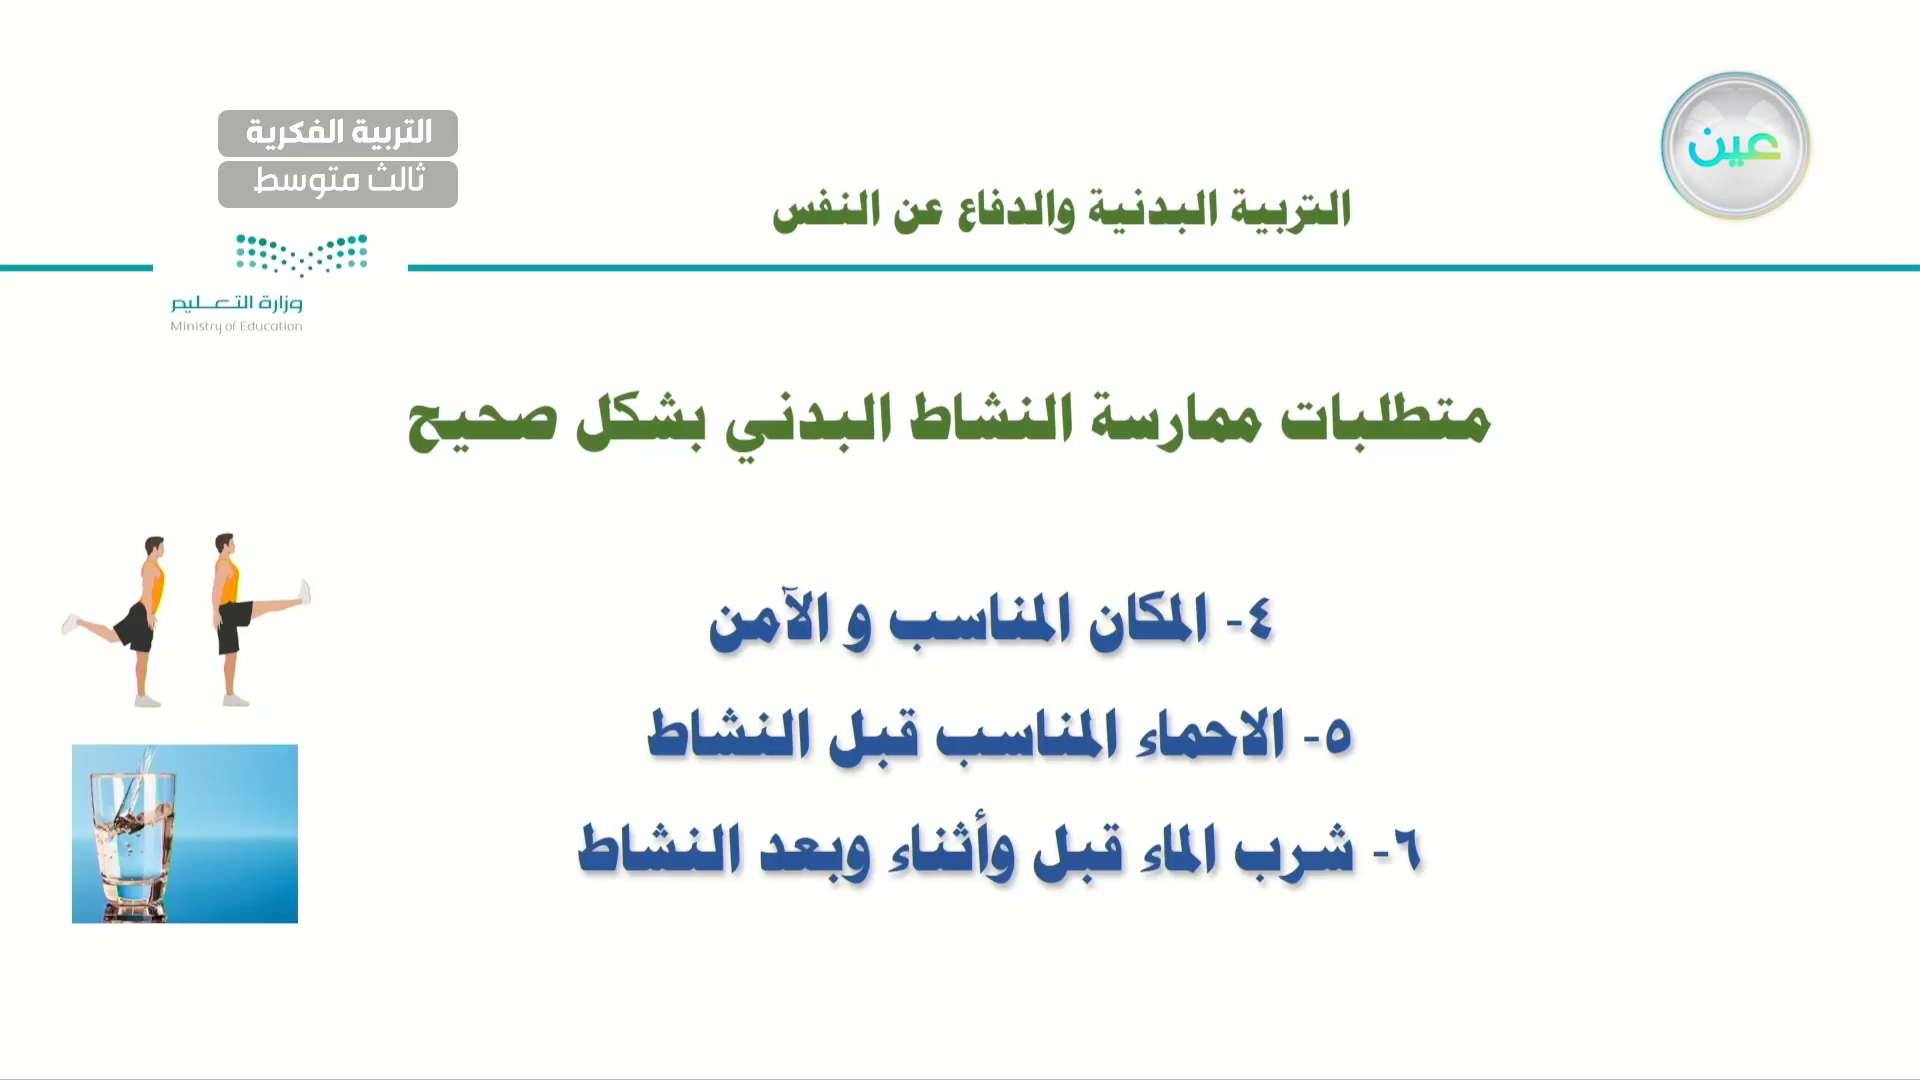 عين
التربية الفكرية
ثالث متوسط
التربية البدنية والدفاع عن النفس
وزارة التعليم
Ministry of Education
متطلبات ممارسة النشاط البدني بشكل صحيح
٤- المكان المناسب و الآمن
٥- الاحماء المناسب قبل النشاط
٦- شرب الماء قبل وأثناء وبعد النشاط